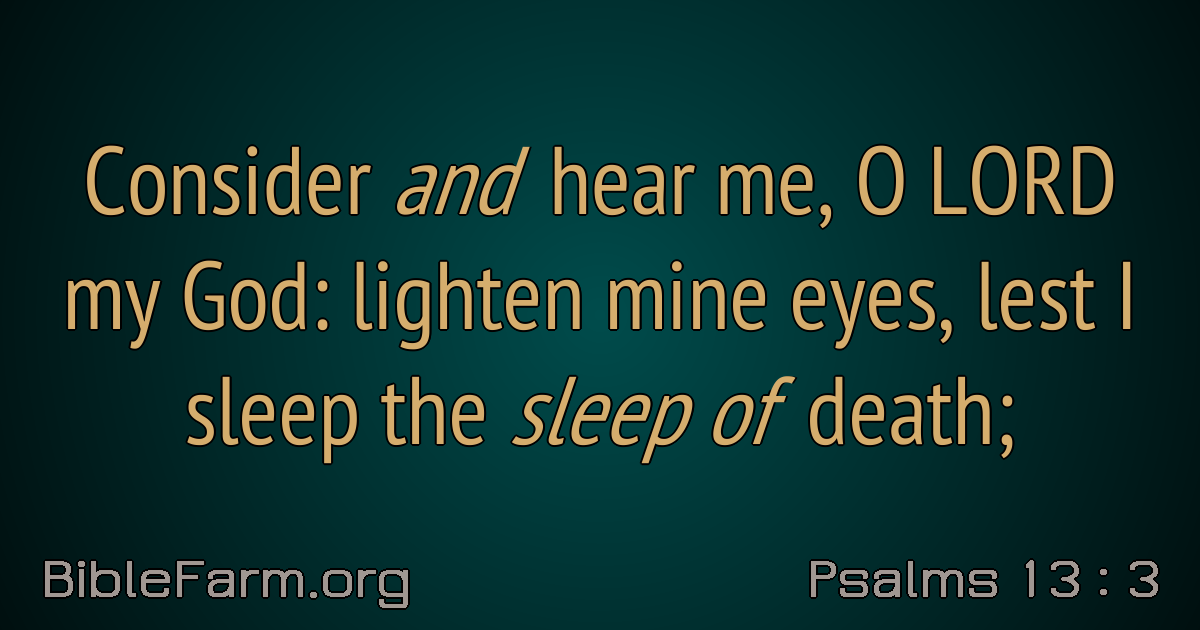 Consider and hear me, O LORD
my God: lighten mine eyes, lest I
sleep the sleep of death;
BibleFarm.org
Psalms 13 : 3